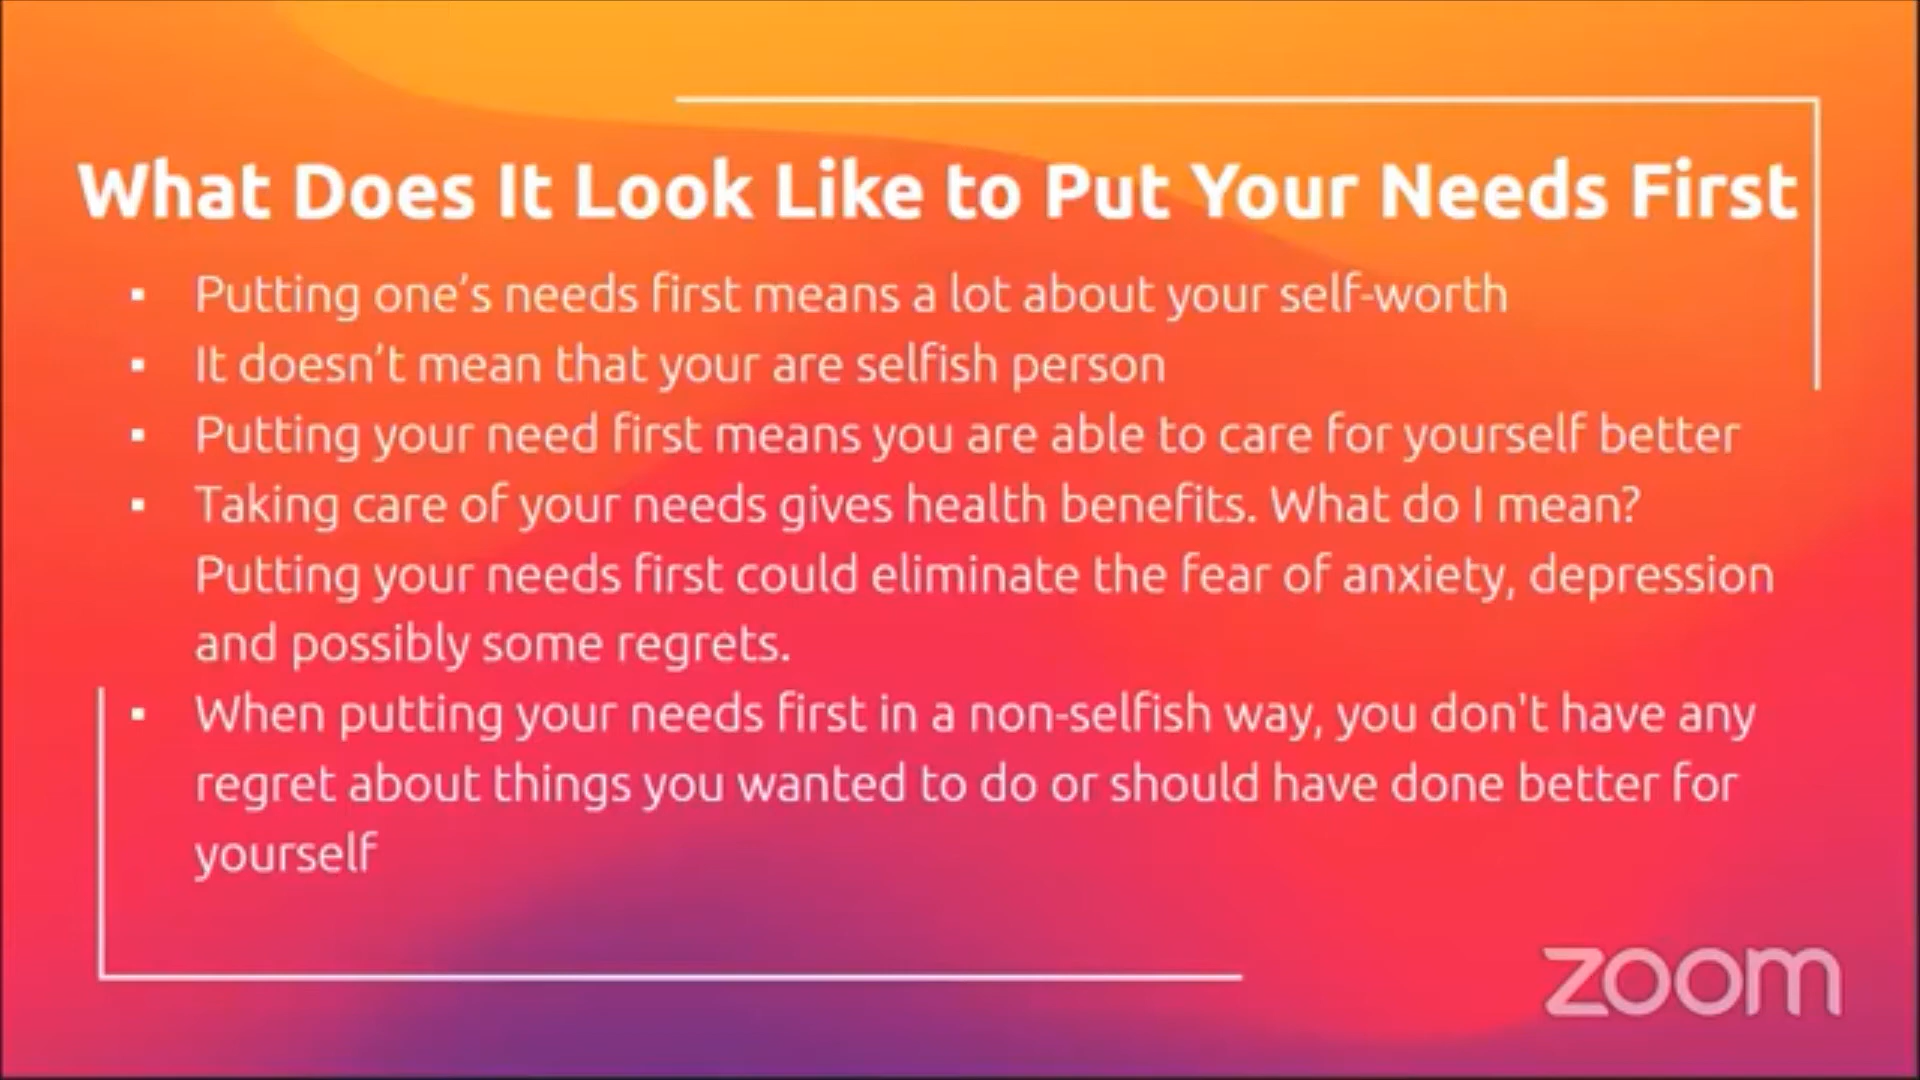 What Does It Look Like to Put Your Needs First
▪ Putting one’s needs first means a lot about your self-worth
▪ It doesn’t mean that your are selfish person
▪ Putting your need first means you are able to care for yourself better
▪ Taking care of your needs gives health benefits. What do I mean?
Putting your needs first could eliminate the fear of anxiety, depression
and possibly some regrets.
▪ When putting your needs first in a non-selfish way, you don't have any
regret about things you wanted to do or should have done better for
yourself
zoom